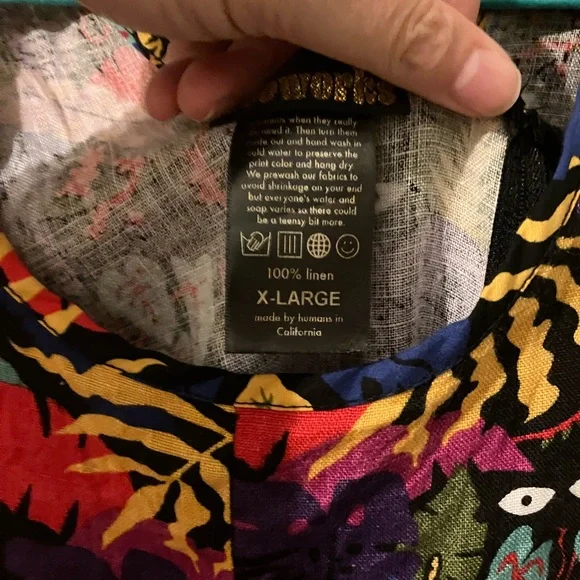 when they really
need it. Then turn them
out and hand wash in
cold water to preserve the
print color and hang dry.
We prewash our fabrics to
avoid shrinkage on your end
but everyone's water and
soap varies so there could
be a teensy bit more.
100% linen
X-LARGE
made by humans in
California